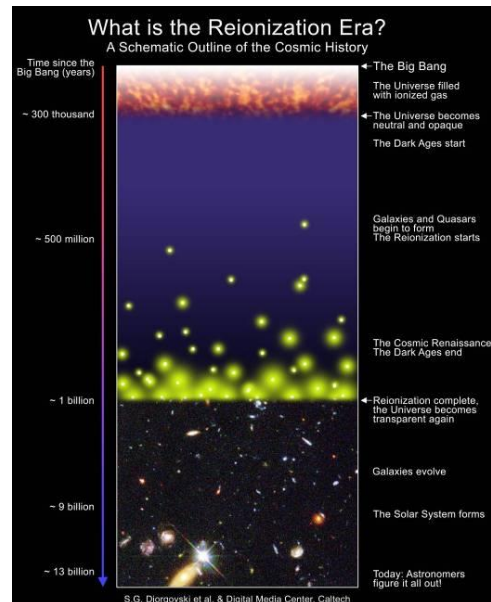 What is the Reionization Era?
A Schematic Outline of the Cosmic History
Time since the
Big Bang (years)
The Big Bang
The Universe filled
with ionized gas
~ 300 thousand
The Universe becomes
neutral and opaque
The Dark Ages start
Galaxies and Quasars
begin to form
The Reionization starts
~ 500 million
The Cosmic Renaissance
The Dark Ages end
~ 1 billion
Reionization complete,
the Universe becomes
transparent again
Galaxies evolve
~ 9 billion
The Solar System forms
~ 13 billion
Today: Astronomers
figure it all out!
S.G. Djorgovski et al. & Digital Media Center, Caltech